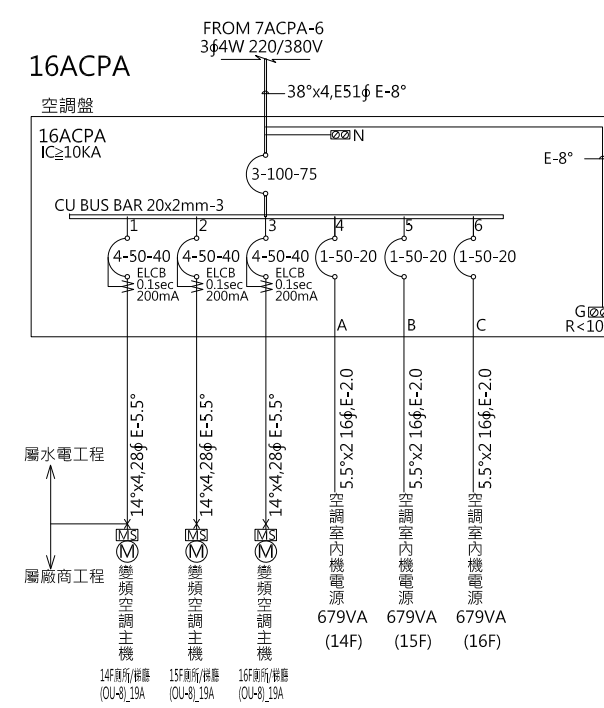 FROM 7ACPA-6
3ϕ4W 220/380V
16ACPA
38°x4,E51ϕ E-8°
空調盤
16ACPA
IC≧10KA
N
E-8°
3-100-75
CU BUS BAR 20x2mm-3
1 2 3 4 5 6
4-50-40 4-50-40 4-50-40 1-50-20 1-50-20 1-50-20
ELCB ELCB ELCB
0.1sec 0.1sec 0.1sec
200mA 200mA 200mA
G
R<10
A B C
14°x4,28ϕ E-5.5°
14°x4,28ϕ E-5.5°
14°x4,28ϕ E-5.5°
5.5°x2 16ϕ,E-2.0
5.5°x2 16ϕ,E-2.0
5.5°x2 16ϕ,E-2.0
屬水電工程
屬廠商工程
MS MS MS
M M M
變頻空調主機
變頻空調主機
變頻空調主機
空調室內機電源
空調室內機電源
空調室內機電源
679VA 679VA 679VA
(14F) (15F) (16F)
14F廁所/梯廳 15F廁所/梯廳 16F廁所/梯廳
(OU-8)_19A (OU-8)_19A (OU-8)_19A